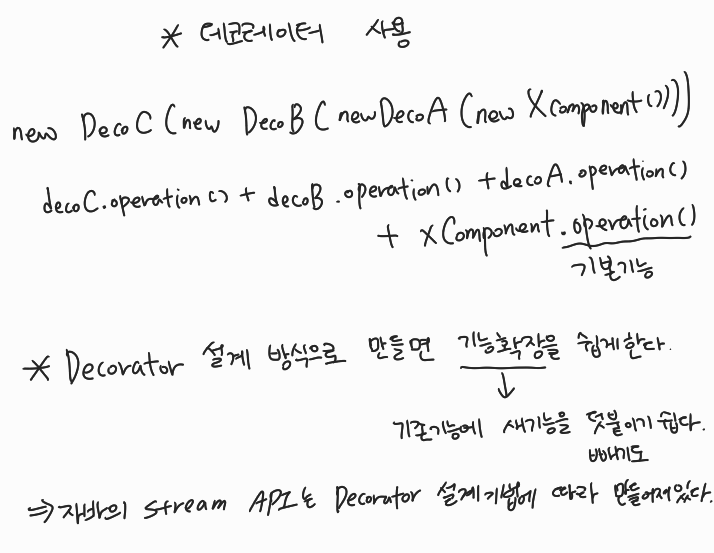 * 데코레이터 사용
new DecoC (new DecoB ( new DecoA (new XComponent())))
decoC.operation() + decoB.operation() + decoA.operation()
+ xComponent.operation()
기본기능
* Decorator 설계 방식으로 만들면 기능확장을 쉽게한다.
↓
기존기능에 새기능을 덧붙이기 쉽다.
빼기도
⇒ 자바의 stream API는 Decorator 설계기법에 따라 만들어져있다.